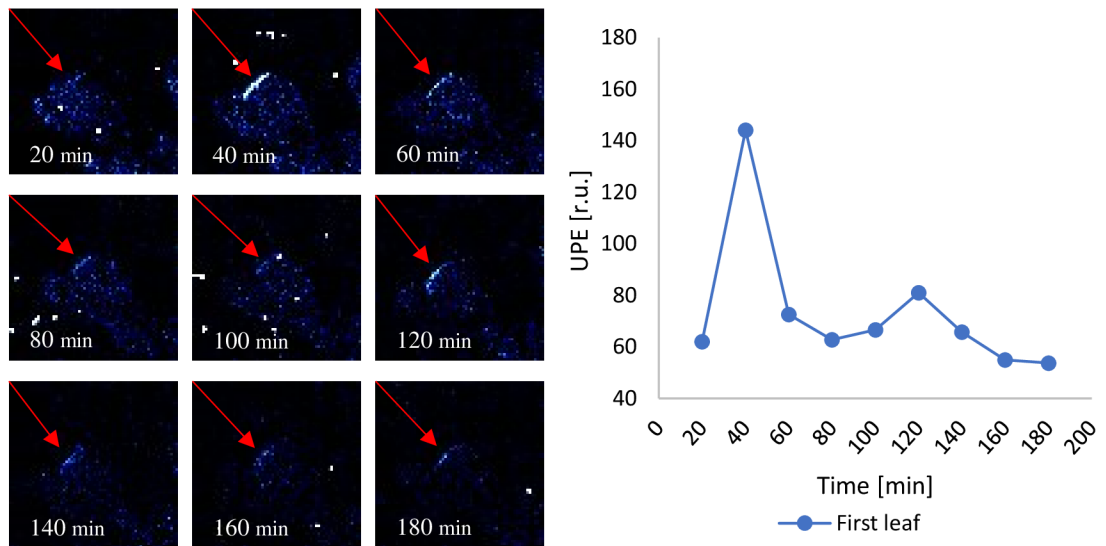 20 min
40 min
60 min
80 min
100 min
120 min
140 min
160 min
180 min
180
160
140
120
100
80
60
40
UPE [r.u.]
0
20
40
60
80
100
120
140
160
180
200
Time [min]
First leaf